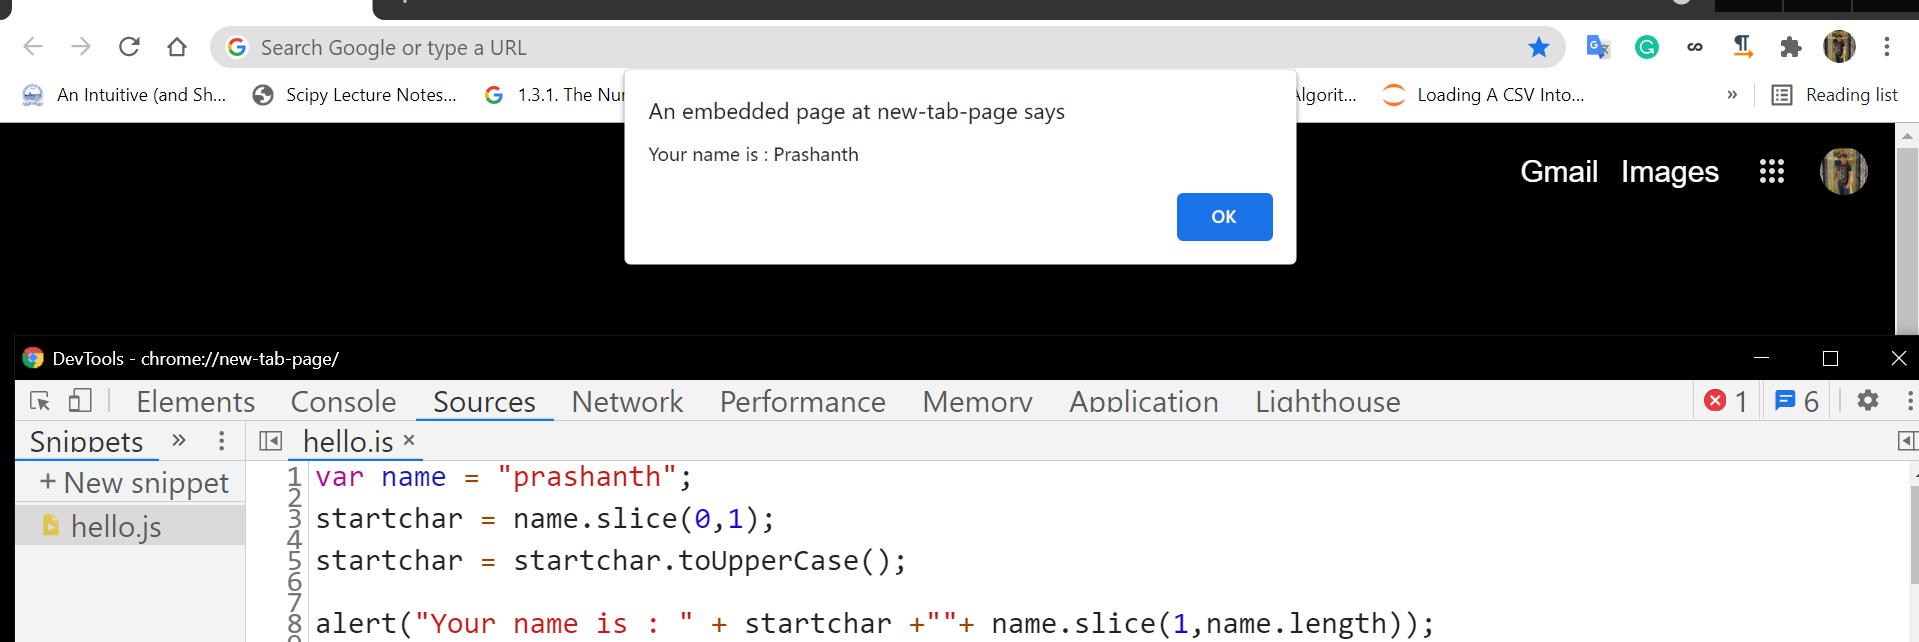 Search Google or type a URL
An Intuitive (and Sh... Scipy Lecture Notes... 1.3.1. The Nu Algorit... Loading A CSV Into... » Reading list
An embedded page at new-tab-page says
Your name is : Prashanth
OK
Gmail Images
DevTools - chrome://new-tab-page/
Elements Console Sources Network Performance Memory Application Lighthouse 1 6
Snippets » hello.js ×
+ New snippet
hello.js
1 var name = "prashanth";
2
3 startchar = name.slice(0,1);
4
5 startchar = startchar.toUpperCase();
6
7
8 alert("Your name is : " + startchar +""+ name.slice(1,name.length));